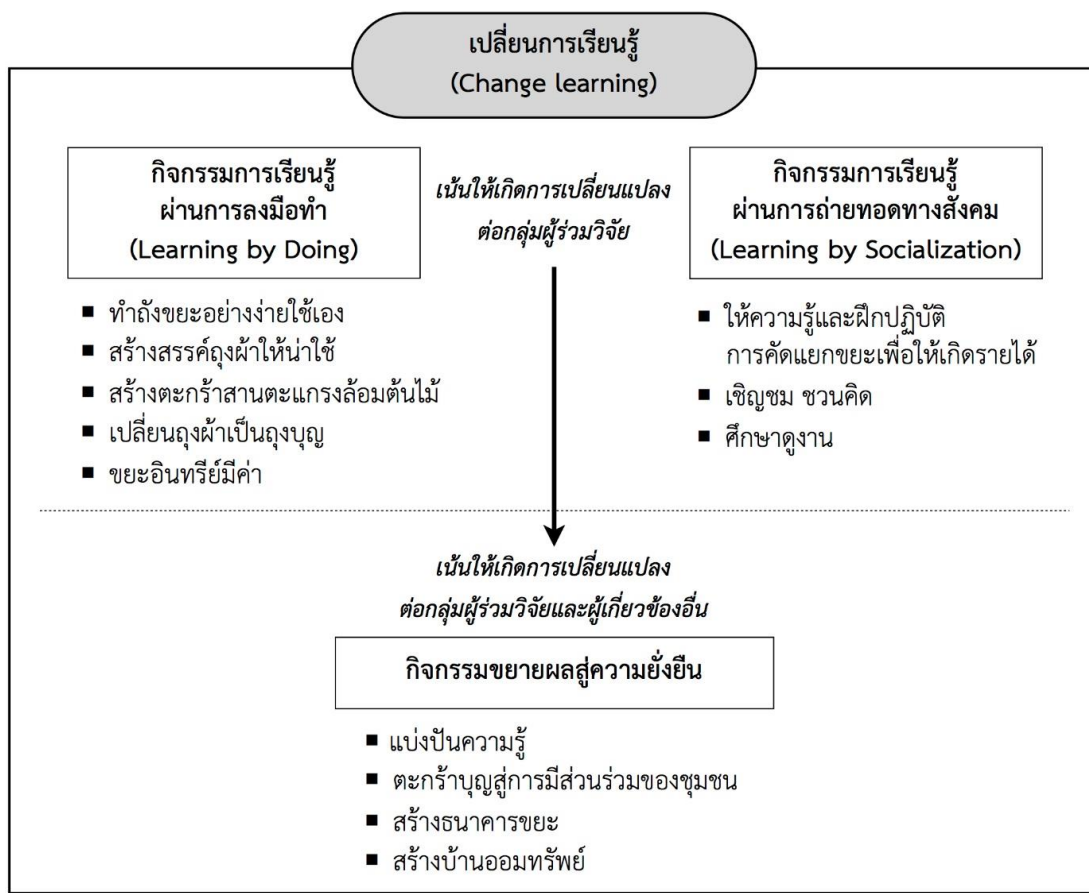 เปลี่ยนการเรียนรู้
(Change learning)
กิจกรรมการเรียนรู้
ผ่านการลงมือทำ
(Learning by Doing)
■ ทำถังขยะอย่างง่ายใช้เอง
■ สร้างสรรค์ถุงผ้าให้น่าใช้
■ สร้างตะกร้าสานตะแกรงล้อมต้นไม้
■ เปลี่ยนถุงผ้าเป็นถุงบุญ
■ ขยะอินทรีย์มีค่า
เน้นให้เกิดการเปลี่ยนแปลง
ต่อกลุ่มผู้ร่วมวิจัย
กิจกรรมการเรียนรู้
ผ่านการถ่ายทอดทางสังคม
(Learning by Socialization)
■ ให้ความรู้และฝึกปฏิบัติ
การคัดแยกขยะเพื่อให้เกิดรายได้
■ เชิญชม ชวนคิด
■ ศึกษาดูงาน
เน้นให้เกิดการเปลี่ยนแปลง
ต่อกลุ่มผู้ร่วมวิจัยและผู้เกี่ยวข้องอื่น
กิจกรรมขยายผลสู่ความยั่งยืน
■ แบ่งปันความรู้
■ ตะกร้าบุญสู่การมีส่วนร่วมของชุมชน
■ สร้างธนาคารขยะ
■ สร้างบ้านออมทรัพย์